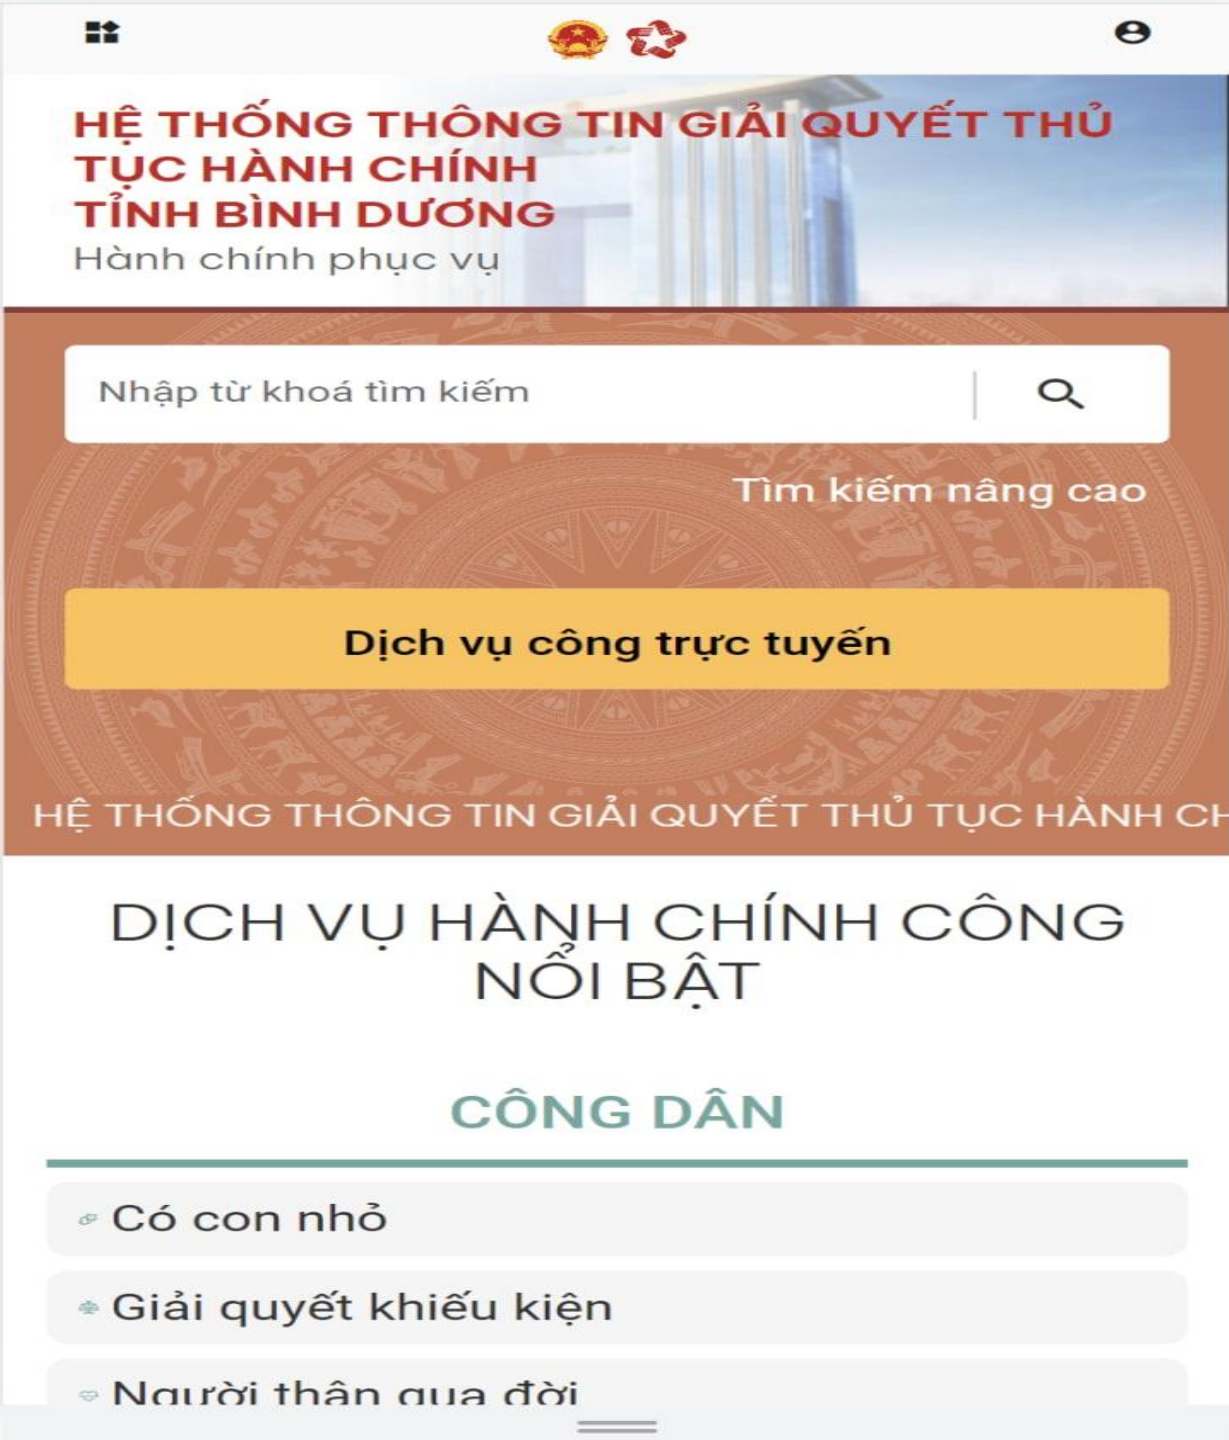 HỆ THỐNG THÔNG TIN GIẢI QUYẾT THỦ
TỤC HÀNH CHÍNH
TỈNH BÌNH DƯƠNG
Hành chính phục vụ
Nhập từ khoá tìm kiếm
Tìm kiếm nâng cao
Dịch vụ công trực tuyến
HỆ THỐNG THÔNG TIN GIẢI QUYẾT THỦ TỤC HÀNH CH
DỊCH VỤ HÀNH CHÍNH CÔNG
NỔI BẬT
CÔNG DÂN
Có con nhỏ
Giải quyết khiếu kiện
Người thân qua đời